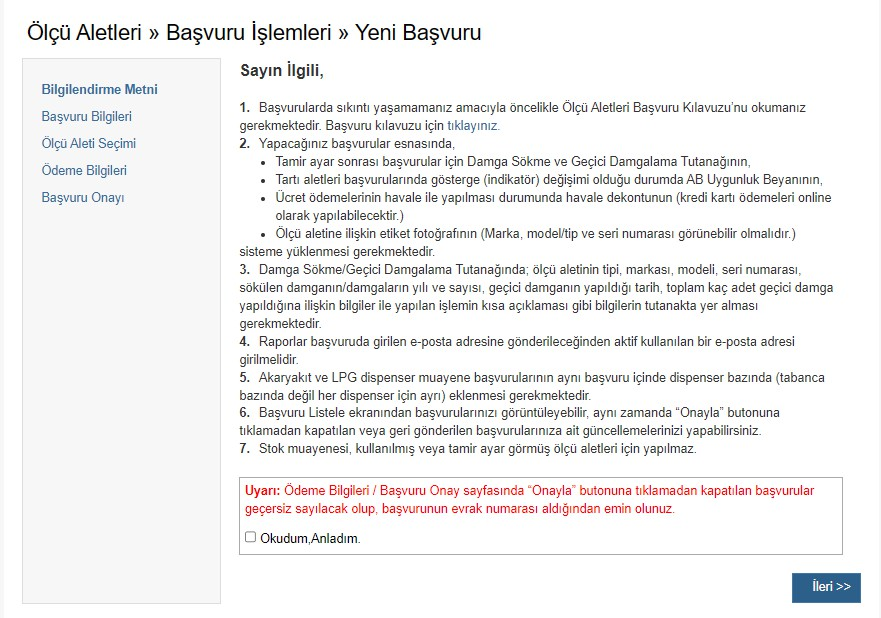 Ölçü Aletleri » Başvuru İşlemleri » Yeni Başvuru
Bilgilendirme Metni
Başvuru Bilgileri
Ölçü Aleti Seçimi
Ödeme Bilgileri
Başvuru Onayı
Sayın İlgili,
1. Başvurularda sıkıntı yaşamamanız amacıyla öncelikle Ölçü Aletleri Başvuru Kılavuzu’nu okumanız
gerekmektedir. Başvuru kılavuzu için tıklayınız.
2. Yapacağınız başvurular esnasında,
• Tamir ayar sonrası başvurular için Damga Sökme ve Geçici Damgalama Tutanağının,
• Tartı aletleri başvurularında gösterge (indikatör) değişimi olduğu durumda AB Uygunluk Beyanının,
• Ücret ödemelerinin havale ile yapılması durumunda havale dekontunun (kredi kartı ödemeleri online
olarak yapılabilecektir.)
• Ölçü aletine ilişkin etiket fotoğrafının (Marka, model/tip ve seri numarası görünebilir olmalıdır.)
sisteme yüklenmesi gerekmektedir.
3. Damga Sökme/Geçici Damgalama Tutanağında; ölçü aletinin tipi, markası, modeli, seri numarası,
sökülen damganın/damgaların yılı ve sayısı, geçici damganın yapıldığı tarih, toplam kaç adet geçici damga
yapıldığına ilişkin bilgiler ile yapılan işlemin kısa açıklaması gibi bilgilerin tutanakta yer alması
gerekmektedir.
4. Raporlar başvuruda girilen e-posta adresine gönderileceğinden aktif kullanılan bir e-posta adresi
girilmelidir.
5. Akaryakıt ve LPG dispenser muayene başvurularının aynı başvuru içinde dispenser bazında (tabanca
bazında değil her dispenser için ayrı) eklenmesi gerekmektedir.
6. Başvuru Listele ekranından başvurularınızı görüntüleyebilir, aynı zamanda “Onayla” butonuna
tıklamadan kapatılan veya geri gönderilen başvurularınıza ait güncellemelerinizi yapabilirsiniz.
7. Stok muayenesi, kullanılmış veya tamir ayar görmüş ölçü aletleri için yapılmaz.
Uyarı: Ödeme Bilgileri / Başvuru Onay sayfasında “Onayla” butonuna tıklamadan kapatılan başvurular
geçersiz sayılacak olup, başvurunun evrak numarası aldığından emin olunuz.
Okudum,Anladım.
İleri >>